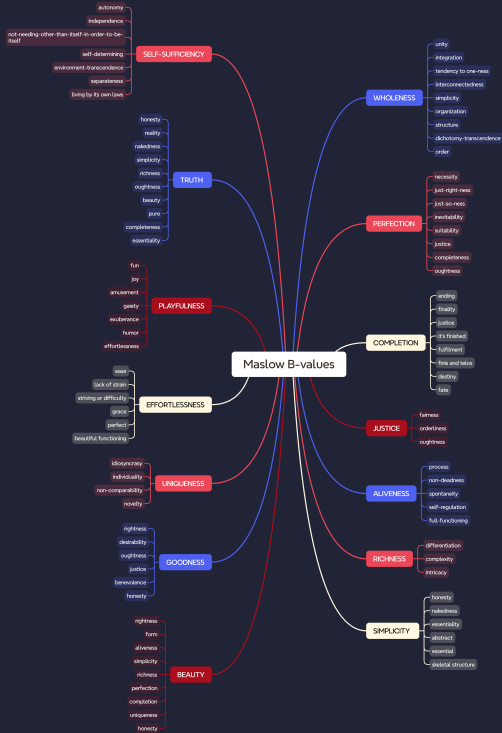 Maslow B-values
SELF-SUFFICIENCY
autonomy
independence
not-needing-other-than-itself-in-order-to-be-
itself
self-determining
environment-transcendence
separateness
living by its own laws
TRUTH
honesty
reality
nakedness
simplicity
richness
oughtness
beauty
pure
completeness
essentiality
PLAYFULNESS
fun
joy
amusement
gaiety
exuberance
humor
effortlessness
EFFORTLESSNESS
ease
lack of strain
striving or difficulty
grace
perfect
beautiful functioning
UNIQUENESS
idiosyncrasy
individuality
non-comparability
novelty
GOODNESS
rightness
desirability
oughtness
justice
benevolence
honesty
BEAUTY
rightness
form
aliveness
simplicity
richness
perfection
completion
uniqueness
honesty
WHOLENESS
unity
integration
tendency to one-ness
interconnectedness
simplicity
organization
structure
dichotomy-transcendence
order
PERFECTION
necessity
just-right-ness
just-so-ness
inevitability
suitability
justice
completeness
oughtness
COMPLETION
ending
finality
justice
it's finished
fulfilment
finis and telos
destiny
fate
JUSTICE
fairness
orderliness
oughtness
ALIVENESS
process
non-deadness
spontaneity
self-regulation
full-functioning
RICHNESS
differentiation
complexity
intricacy
SIMPLICITY
honesty
nakedness
essentiality
abstract
essential
skeletal structure